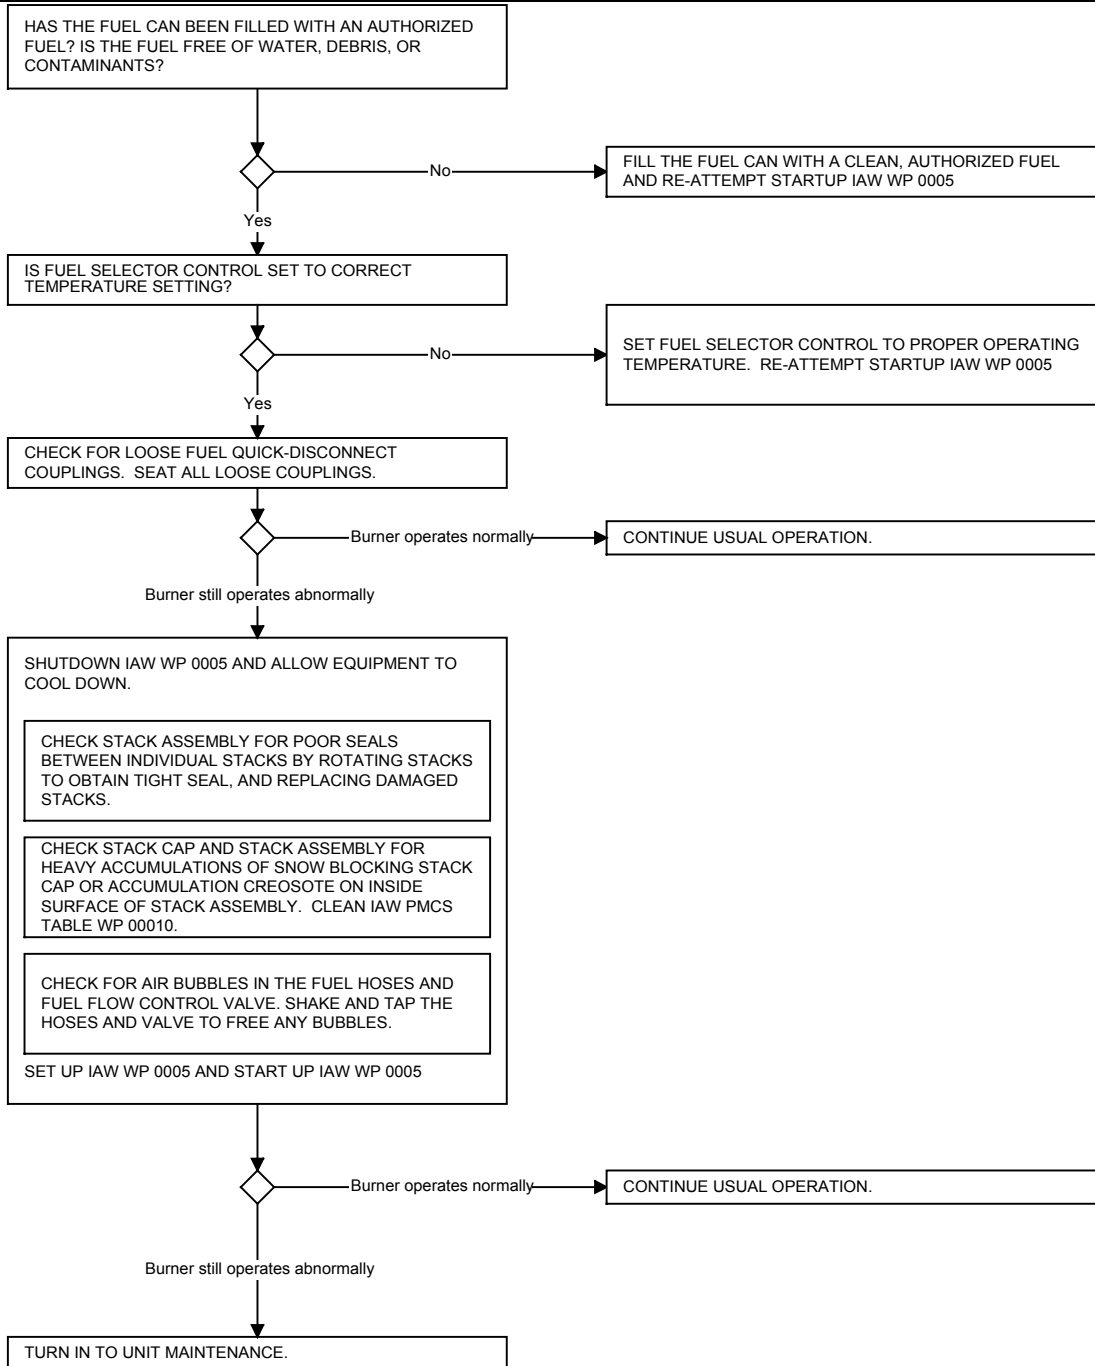 HAS THE FUEL CAN BEEN FILLED WITH AN AUTHORIZED
FUEL? IS THE FUEL FREE OF WATER, DEBRIS, OR
CONTAMINANTS?
No
FILL THE FUEL CAN WITH A CLEAN, AUTHORIZED FUEL
AND RE-ATTEMPT STARTUP IAW WP 0005
Yes
IS FUEL SELECTOR CONTROL SET TO CORRECT
TEMPERATURE SETTING?
No
SET FUEL SELECTOR CONTROL TO PROPER OPERATING
TEMPERATURE. RE-ATTEMPT STARTUP IAW WP 0005
Yes
CHECK FOR LOOSE FUEL QUICK-DISCONNECT
COUPLINGS. SEAT ALL LOOSE COUPLINGS.
Burner operates normally
CONTINUE USUAL OPERATION.
Burner still operates abnormally
SHUTDOWN IAW WP 0005 AND ALLOW EQUIPMENT TO
COOL DOWN.
CHECK STACK ASSEMBLY FOR POOR SEALS
BETWEEN INDIVIDUAL STACKS BY ROTATING STACKS
TO OBTAIN TIGHT SEAL, AND REPLACING DAMAGED
STACKS.
CHECK STACK CAP AND STACK ASSEMBLY FOR
HEAVY ACCUMULATIONS OF SNOW BLOCKING STACK
CAP OR ACCUMULATION CREOSOTE ON INSIDE
SURFACE OF STACK ASSEMBLY. CLEAN IAW PMCS
TABLE WP 00010.
CHECK FOR AIR BUBBLES IN THE FUEL HOSES AND
FUEL FLOW CONTROL VALVE. SHAKE AND TAP THE
HOSES AND VALVE TO FREE ANY BUBBLES.
SET UP IAW WP 0005 AND START UP IAW WP 0005
Burner operates normally
CONTINUE USUAL OPERATION.
Burner still operates abnormally
TURN IN TO UNIT MAINTENANCE.